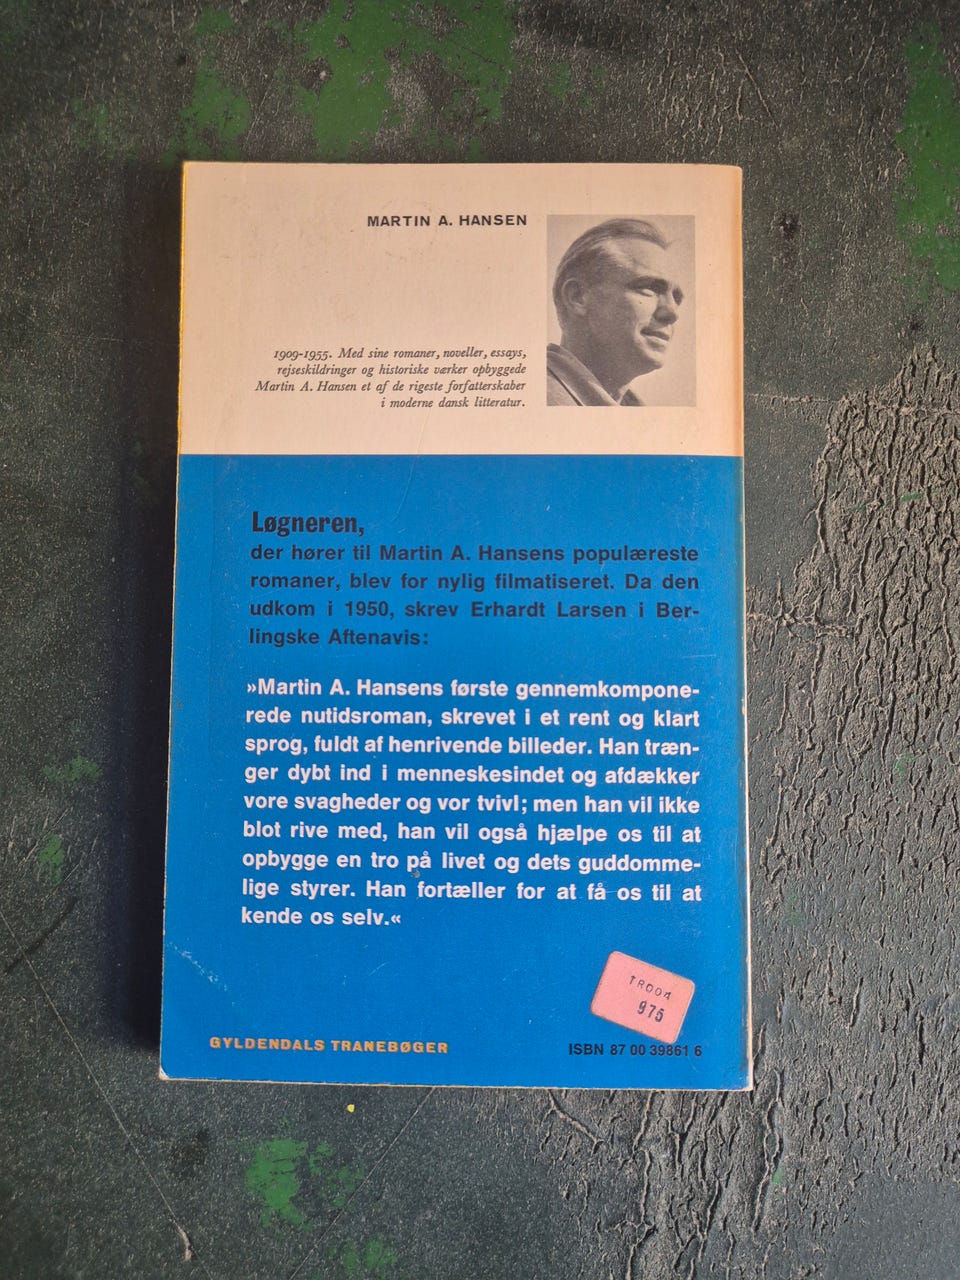 MARTIN A. HANSEN
1909-1955. Med sine romaner, noveller, essays,
rejseskildringer og historiske værker opbyggede
Martin A. Hansen et af de rigeste forfatterskaber
i moderne dansk litteratur.
Løgneren,
der hører til Martin A. Hansens populæreste
romaner, blev for nylig filmatiseret. Da den
udkom i 1950, skrev Erhardt Larsen i Ber-
lingske Aftenavis:
»Martin A. Hansens første gennemkompone-
rede nutidsroman, skrevet i et rent og klart
sprog, fuldt af henrivende billeder. Han træn-
ger dybt ind i menneskesindet og afdækker
vore svagheder og vor tvivl; men han vil ikke
blot rive med, han vil også hjælpe os til at
opbygge en tro på livet og dets guddomme-
lige styrer. Han fortæller for at få os til at
kende os selv.«
TR004
975
GYLDENDALS TRANEBØGER
ISBN 87 00 39861 6